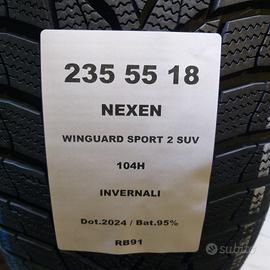 235 55 18
NEXEN
WINGUARD SPORT 2 SUV
104H
INVERNALI
Dot.2024 / Bat.95%
RB91
subito